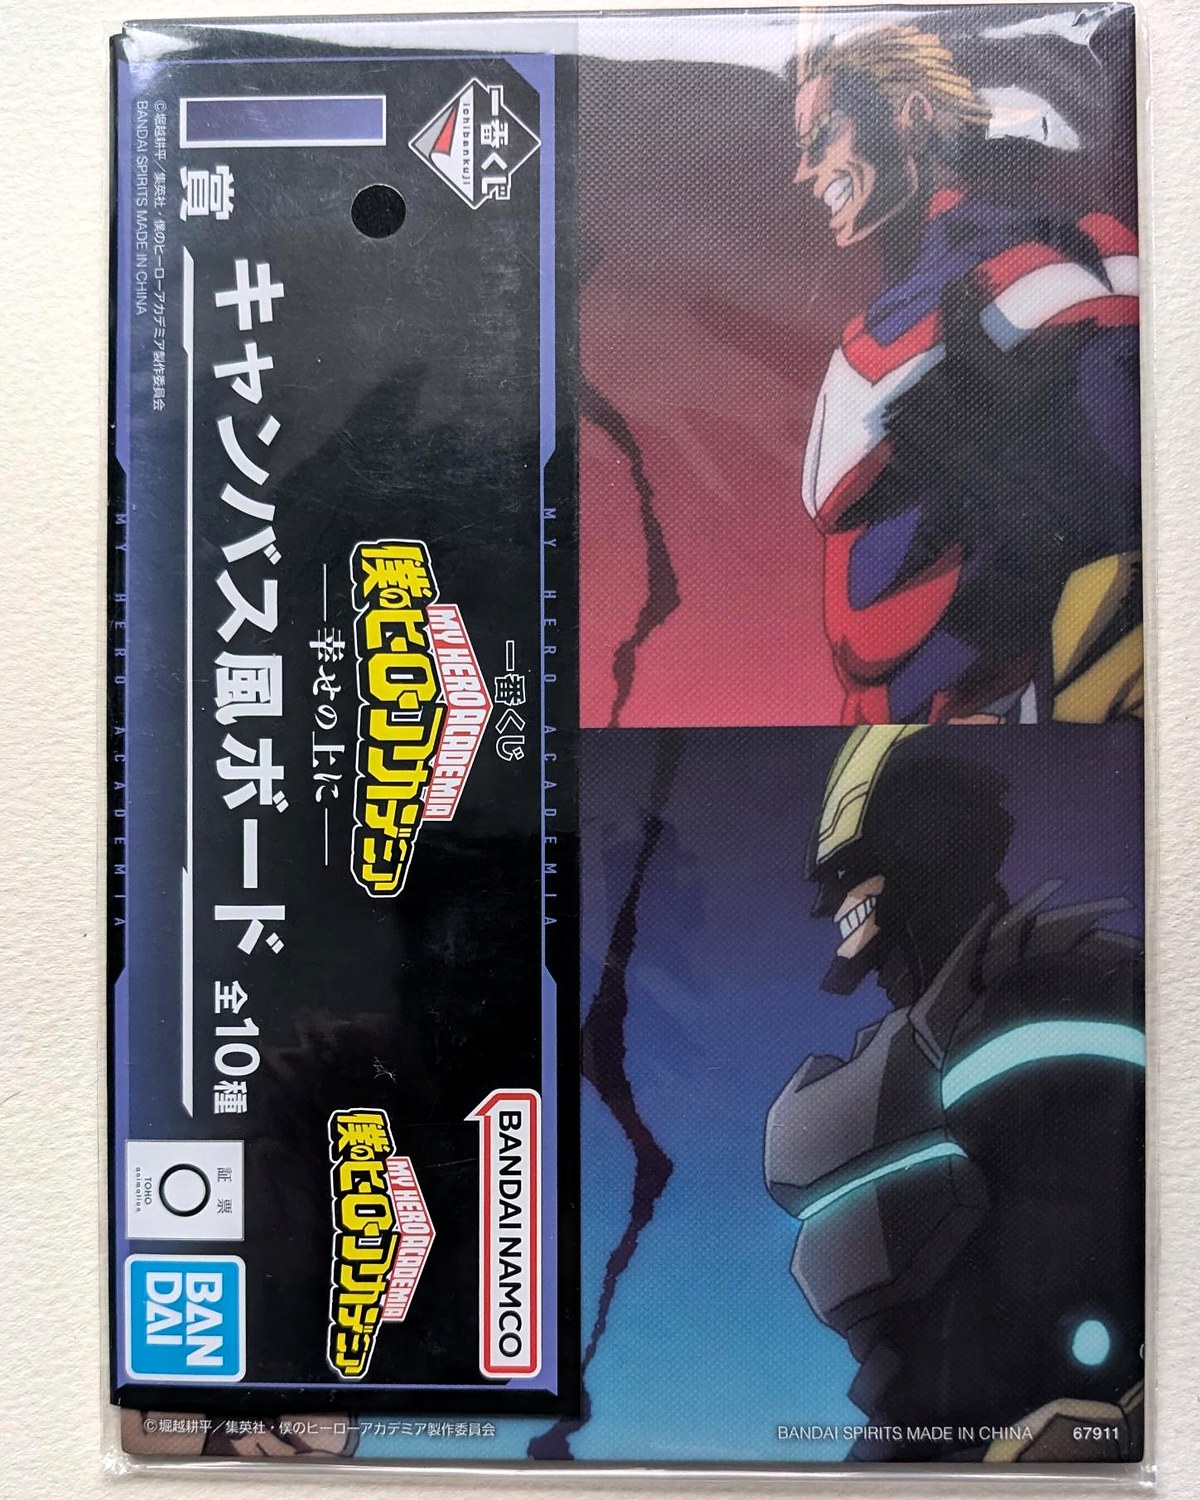 一番くじ
ichibankuji
I賞
キャンバス風ボード 全10種
©堀越耕平／集英社・僕のヒーローアカデミア製作委員会
BANDAI SPIRITS MADE IN CHINA
MY HERO ACADEMIA
一番くじ
僕のヒーローアカデミア
MY HERO ACADEMIA
幸せの上に
MY HERO ACADEMIA
BANDAI NAMCO
僕のヒーローアカデミア
MY HERO ACADEMIA
証票
TOHO
animation
BAN
DAI
©堀越耕平／集英社・僕のヒーローアカデミア製作委員会
BANDAI SPIRITS MADE IN CHINA
67911